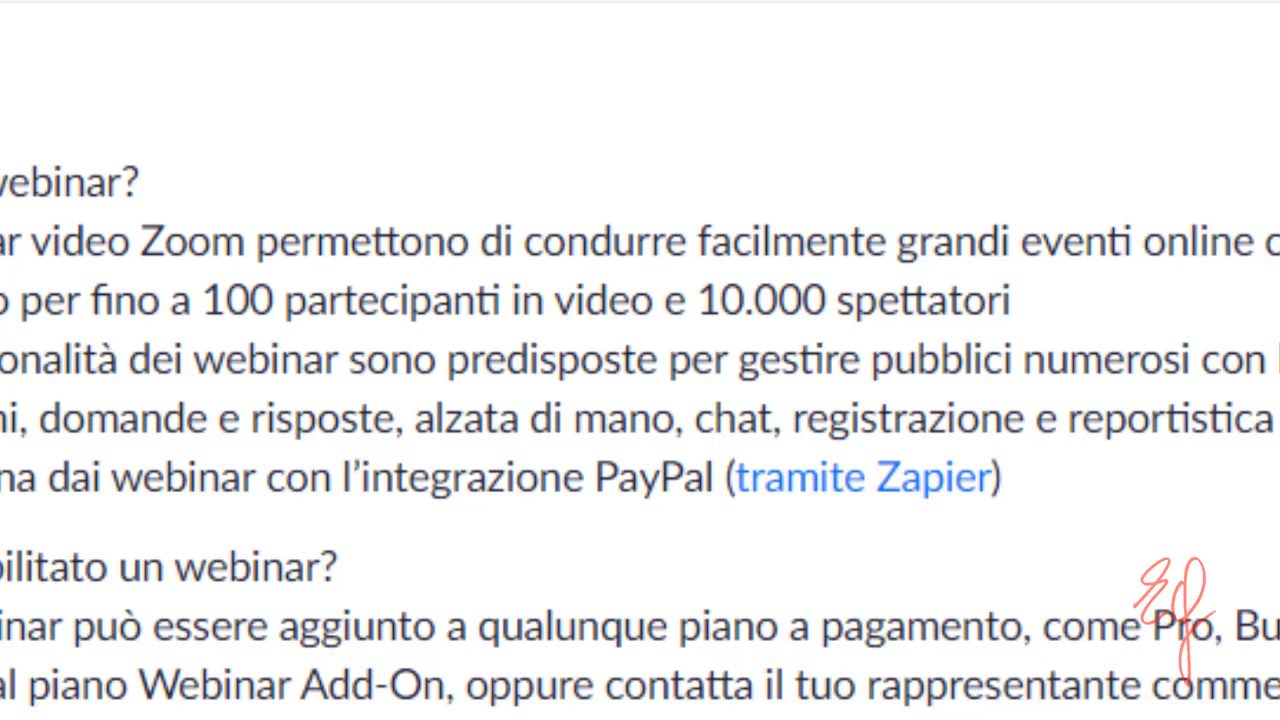 webinar?
ar video Zoom permettono di condurre facilmente grandi eventi online
per fino a 100 partecipanti in video e 10.000 spettatori
onalità dei webinar sono predisposte per gestire pubblici numerosi con
ni, domande e risposte, alzata di mano, chat, registrazione e reportistica
na dai webinar con l’integrazione PayPal (tramite Zapier)
bilitato un webinar?
inar può essere aggiunto a qualunque piano a pagamento, come Pro, Bu
al piano Webinar Add-On, oppure contatta il tuo rappresentante comme